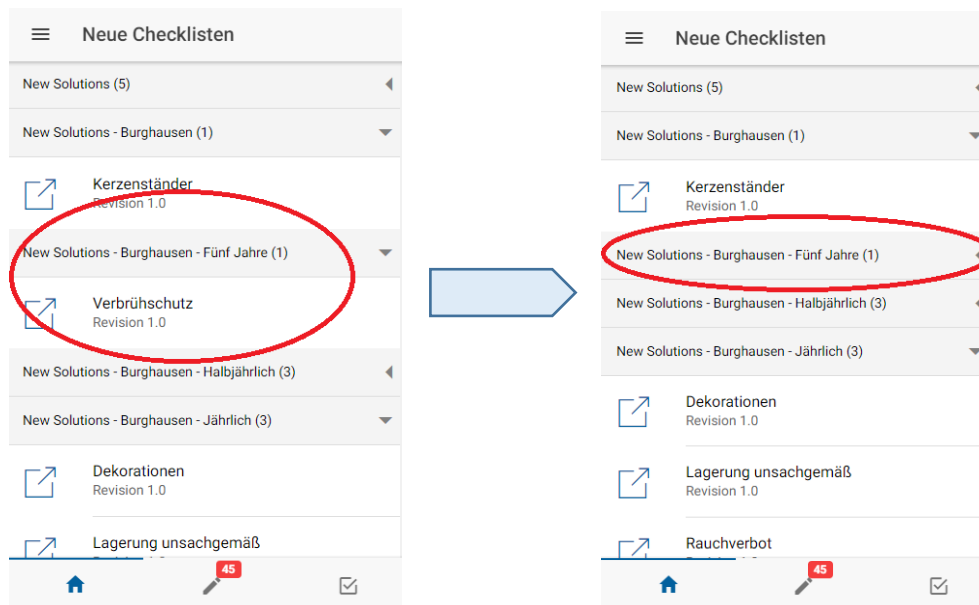 Neue Checklisten
New Solutions (5)
New Solutions - Burghausen (1)
Kerzenständer
Revision 1.0
New Solutions - Burghausen - Fünf Jahre (1)
Verbrühschutz
Revision 1.0
New Solutions - Burghausen - Halbjährlich (3)
New Solutions - Burghausen - Jährlich (3)
Dekorationen
Revision 1.0
Lagerung unsachgemäß
45
Neue Checklisten
New Solutions (5)
New Solutions - Burghausen (1)
Kerzenständer
Revision 1.0
New Solutions - Burghausen - Fünf Jahre (1)
New Solutions - Burghausen - Halbjährlich (3)
New Solutions - Burghausen - Jährlich (3)
Dekorationen
Revision 1.0
Lagerung unsachgemäß
Revision 1.0
Rauchverbot
45